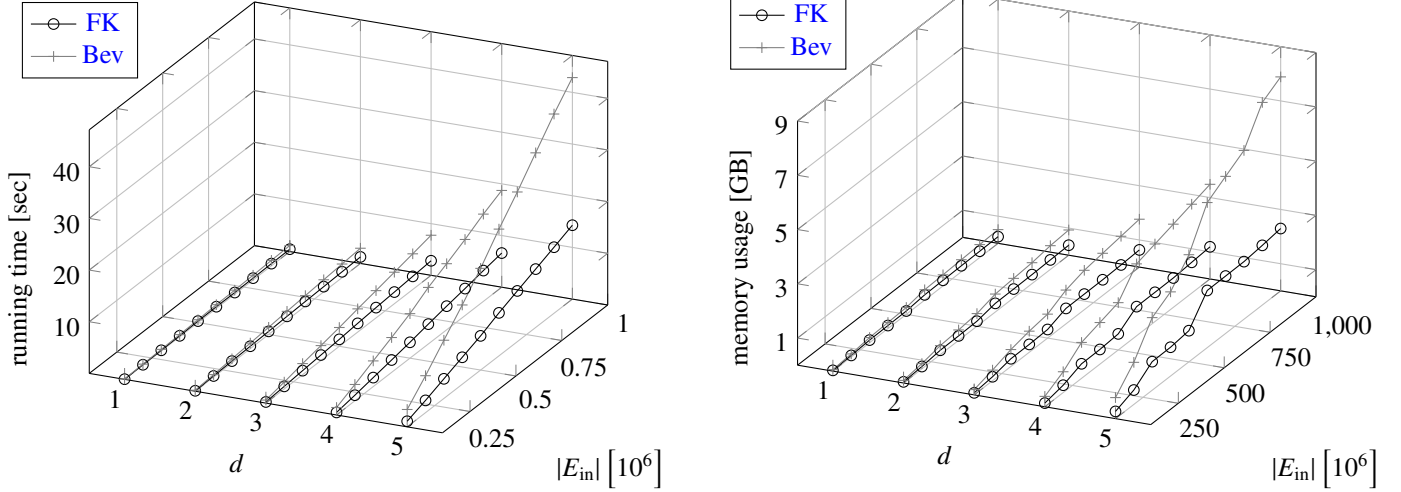 FK
Bev
running time [sec]
40
30
20
10
1
2
3
4
5
d
0.25
0.5
0.75
1
|E_in| [10^6]
FK
Bev
memory usage [GB]
9
7
5
3
1
1
2
3
4
5
d
250
500
750
1,000
|E_in| [10^6]